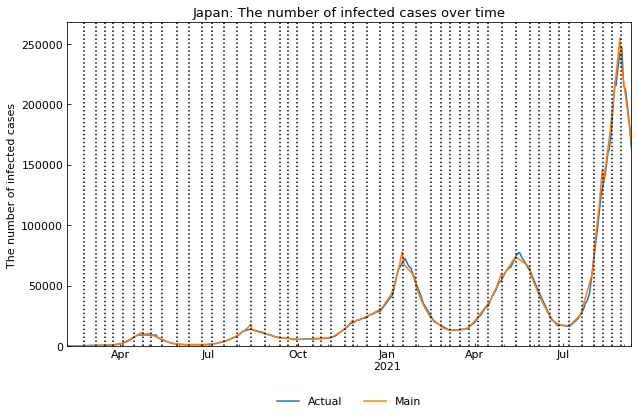 Japan: The number of infected cases over time
The number of infected cases
250000
200000
150000
100000
50000
0
Apr Jul Oct Jan Apr Jul
2021
Actual Main